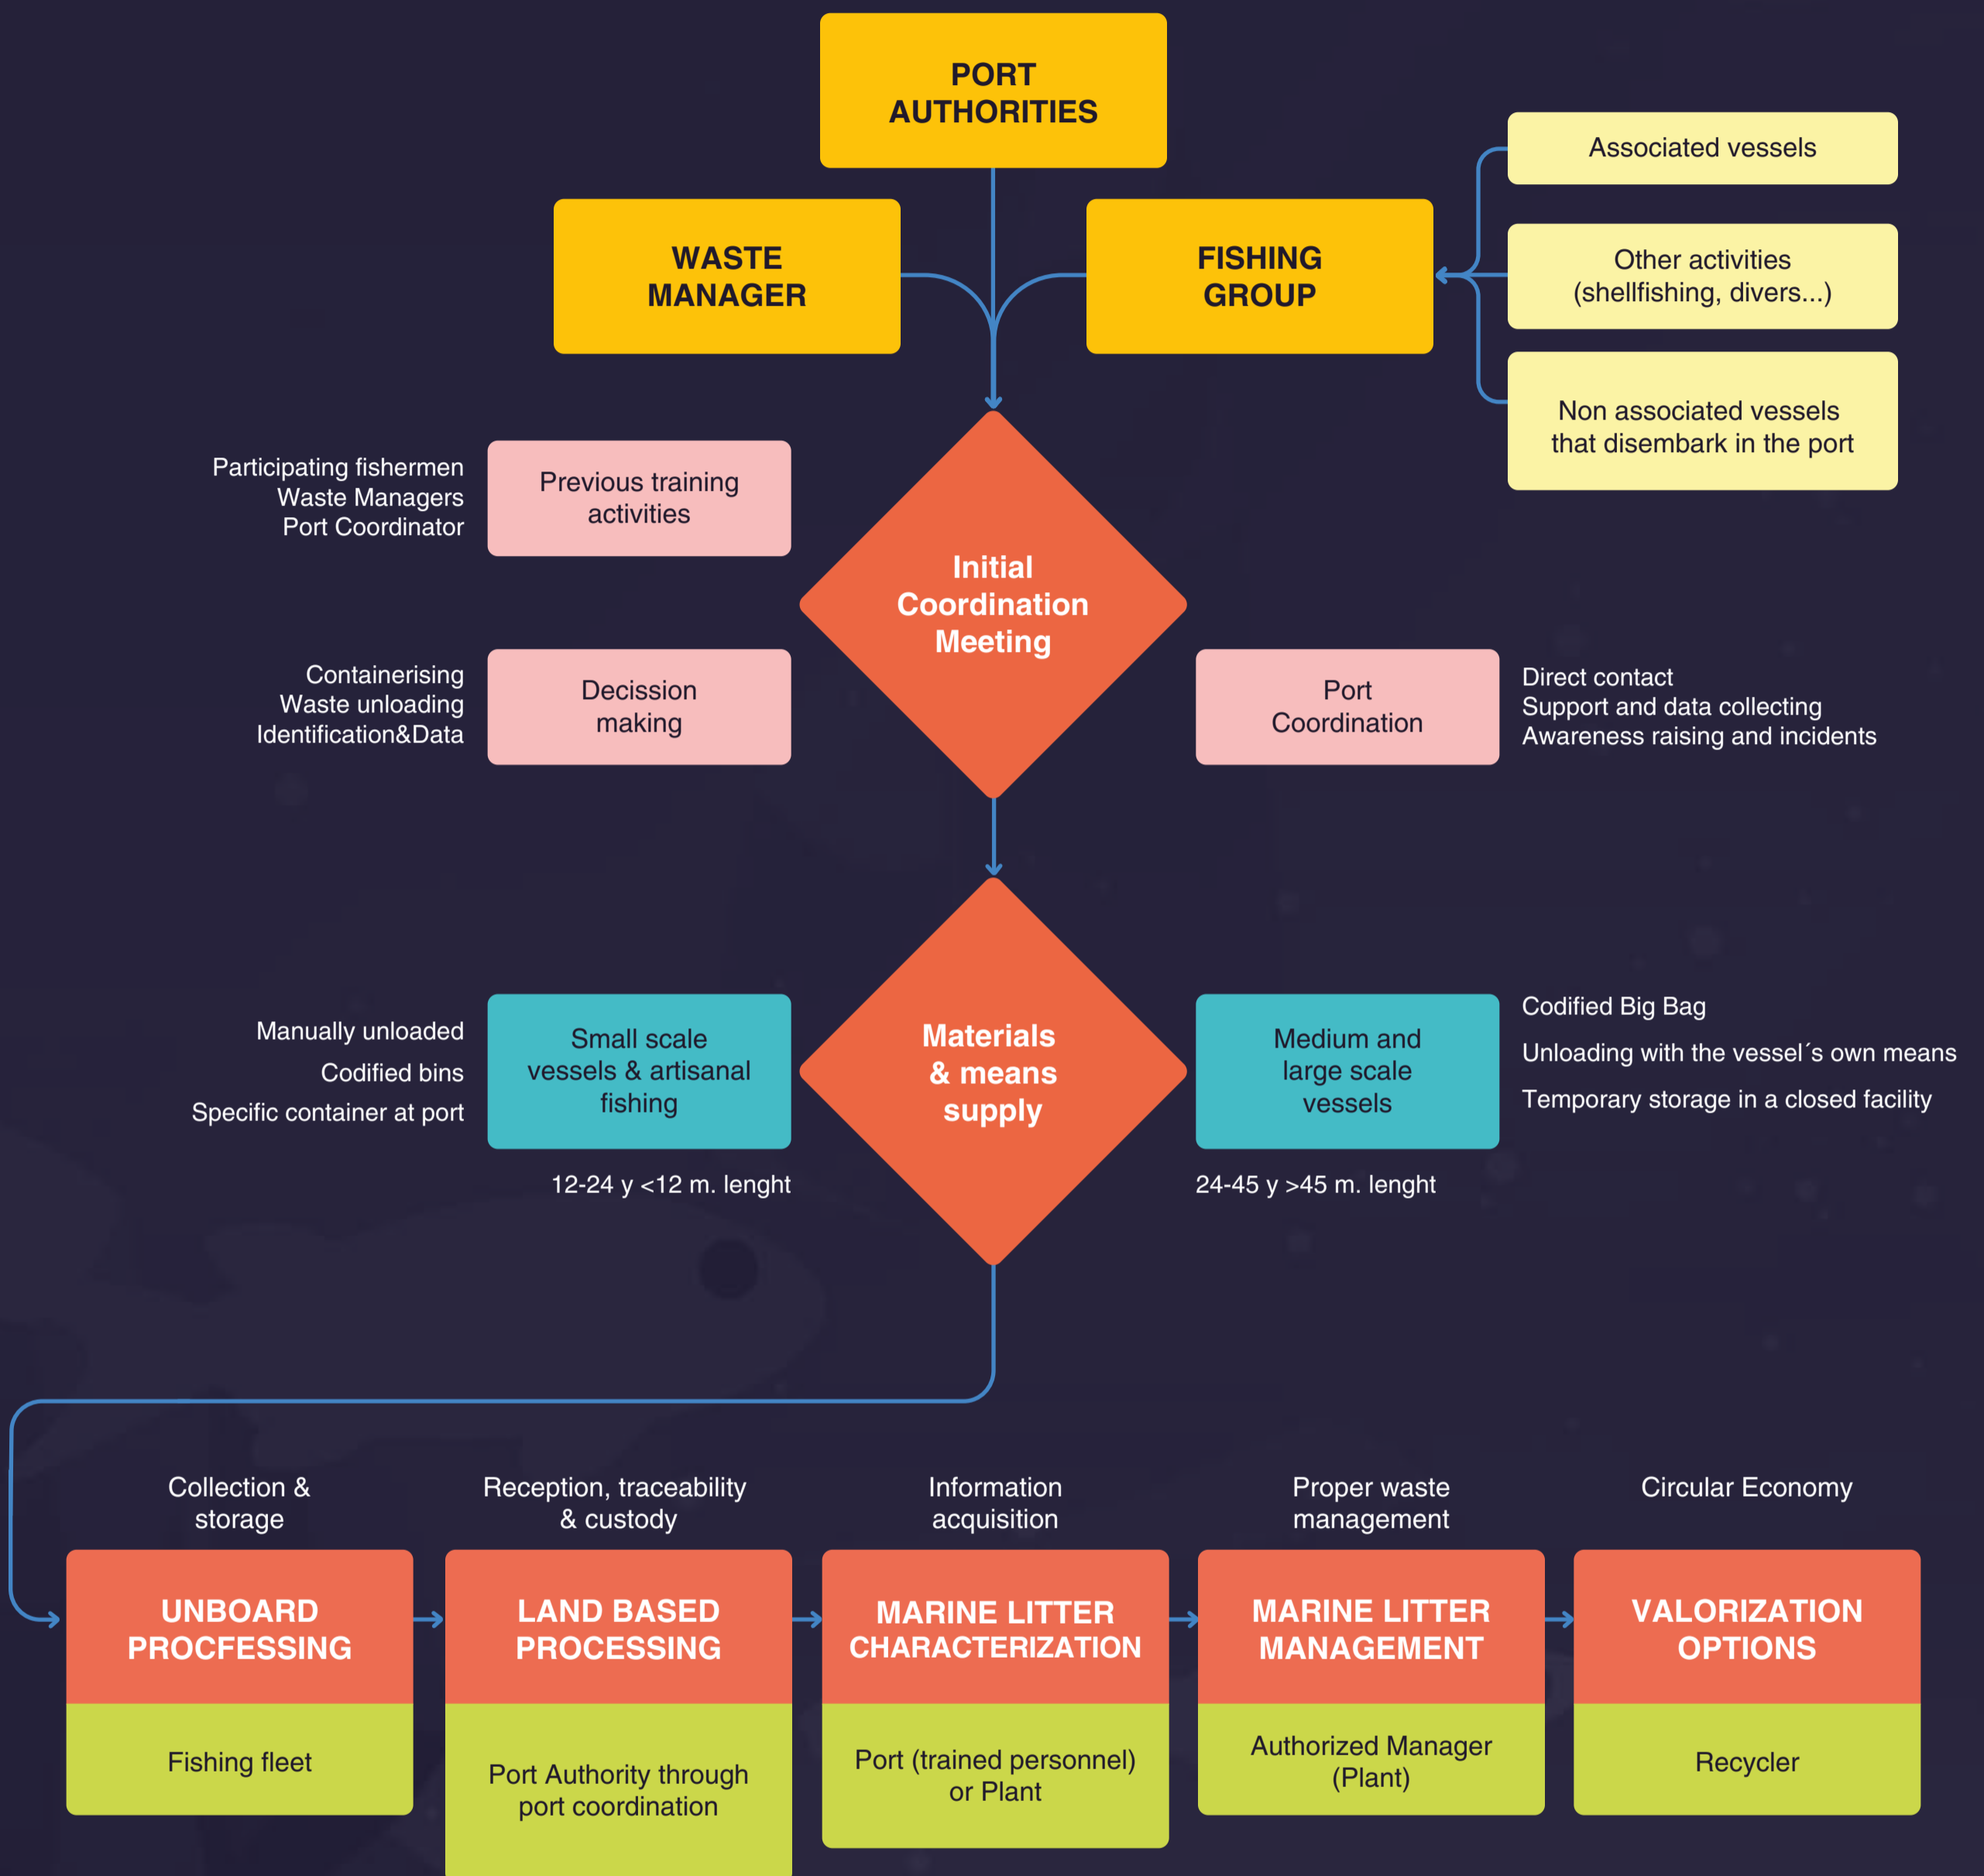 PORT
AUTHORITIES
WASTE
MANAGER
FISHING
GROUP
Associated vessels
Other activities
(shellfishing, divers...)
Non associated vessels
that disembark in the port
Participating fishermen
Waste Managers
Port Coordinator
Previous training
activities
Initial
Coordination
Meeting
Containerising
Waste unloading
Identification&Data
Decission
making
Port
Coordination
Direct contact
Support and data collecting
Awareness raising and incidents
Manually unloaded
Codified bins
Specific container at port
Small scale
vessels & artisanal
fishing
12-24 y <12 m. lenght
Materials
& means
supply
Medium and
large scale
vessels
24-45 y >45 m. lenght
Codified Big Bag
Unloading with the vessel´s own means
Temporary storage in a closed facility
Collection &
storage
UNBOARD
PROCFESSING
Fishing fleet
Reception, traceability
& custody
LAND BASED
PROCESSING
Port Authority through
port coordination
Information
acquisition
MARINE LITTER
CHARACTERIZATION
Port (trained personnel)
or Plant
Proper waste
management
MARINE LITTER
MANAGEMENT
Authorized Manager
(Plant)
Circular Economy
VALORIZATION
OPTIONS
Recycler